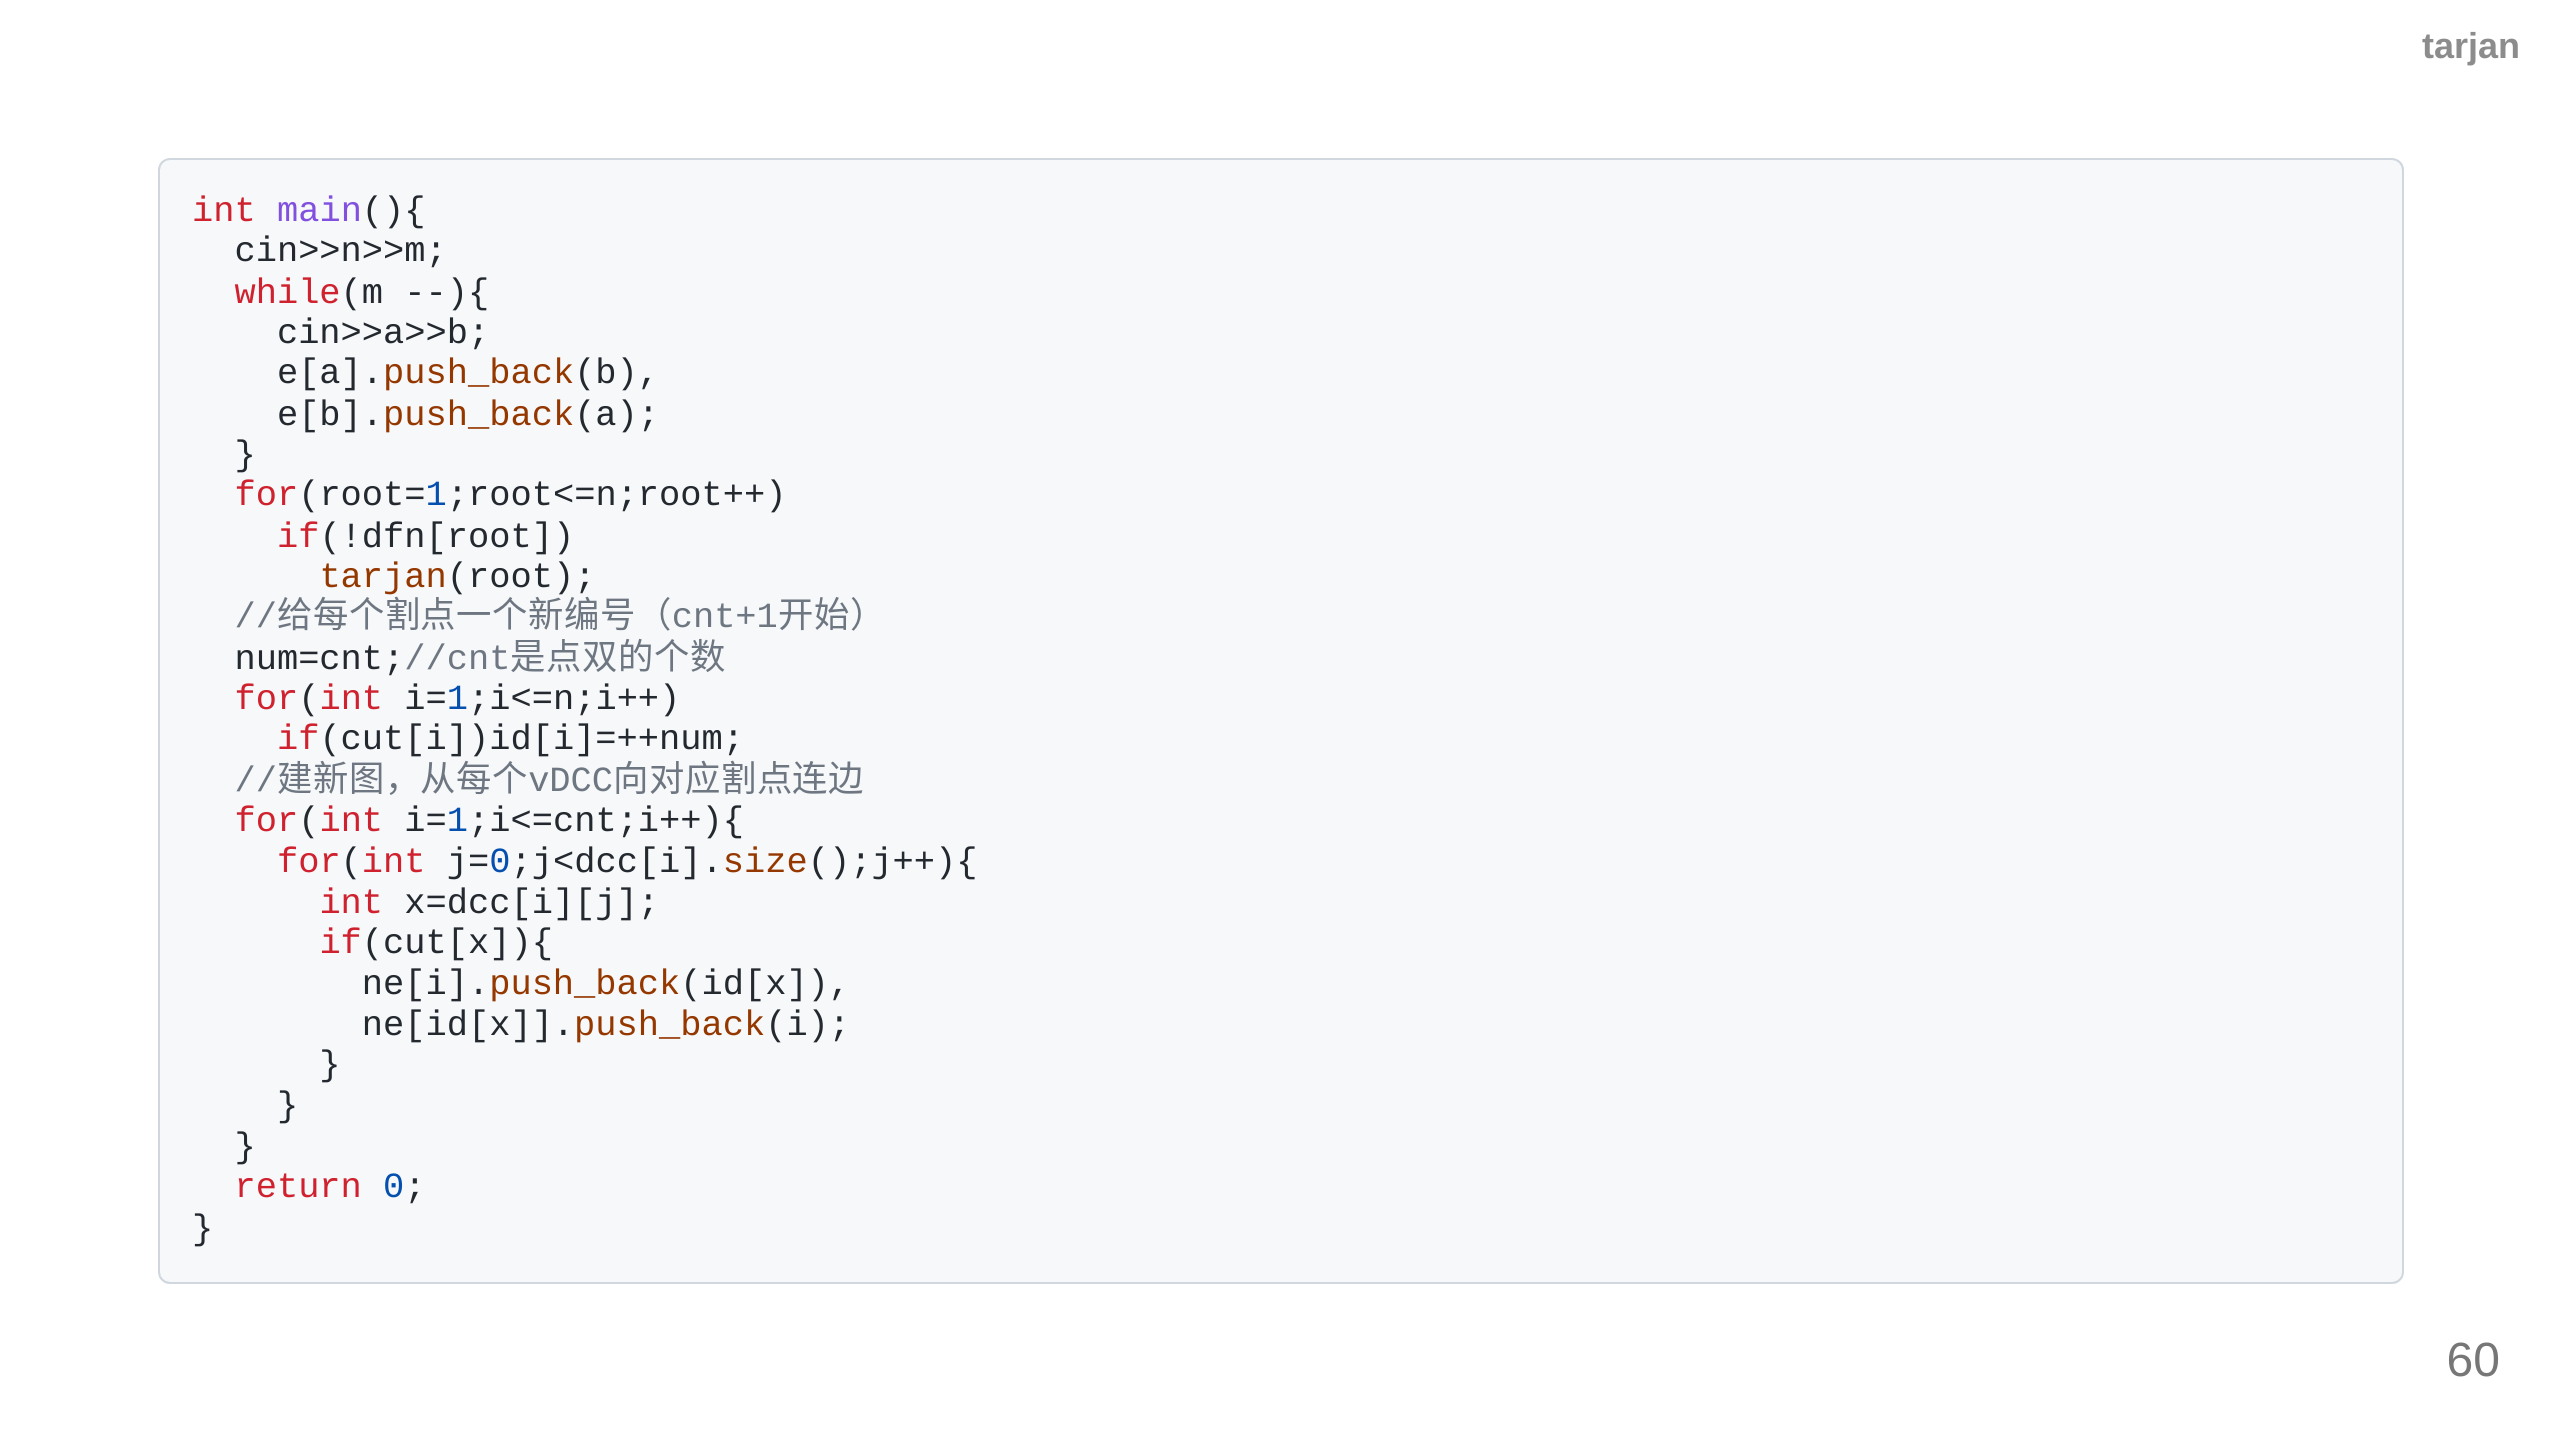 tarjan
int main(){
  cin>>n>>m;
  while(m --){
    cin>>a>>b;
    e[a].push_back(b),
    e[b].push_back(a);
  }
  for(root=1;root<=n;root++)
    if(!dfn[root])
      tarjan(root);
  //给每个割点一个新编号（cnt+1开始）
  num=cnt;//cnt是点双的个数
  for(int i=1;i<=n;i++)
    if(cut[i])id[i]=++num;
  //建新图，从每个vDCC向对应割点连边
  for(int i=1;i<=cnt;i++){
    for(int j=0;j<dcc[i].size();j++){
      int x=dcc[i][j];
      if(cut[x]){
        ne[i].push_back(id[x]),
        ne[id[x]].push_back(i);
      }
    }
  }
  return 0;
}
60